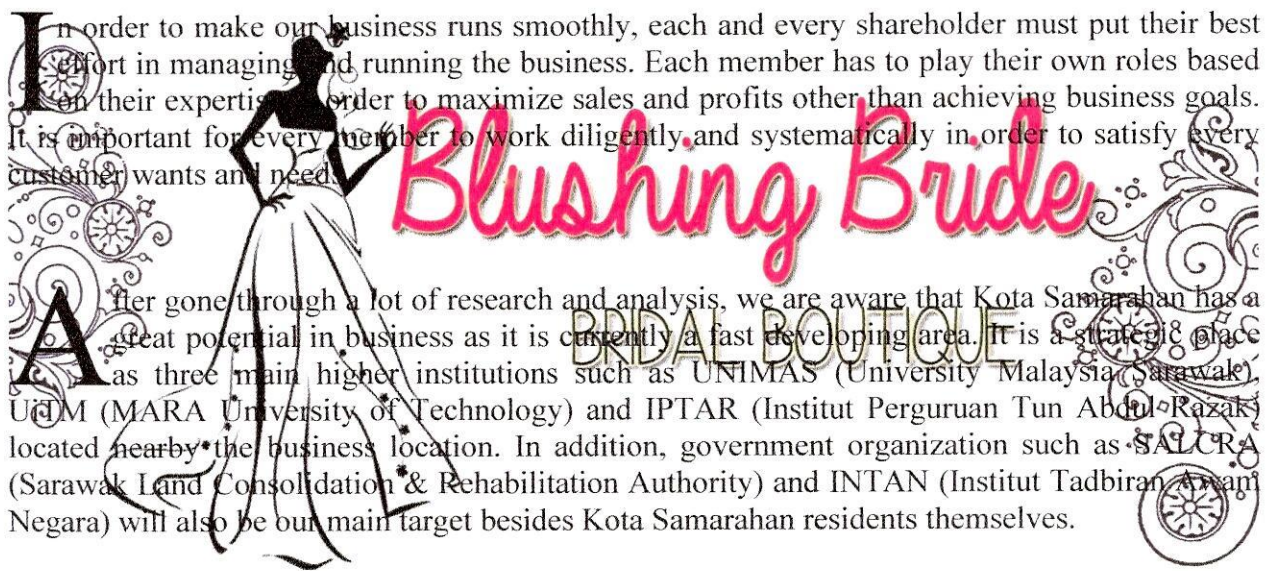 In order to make our business runs smoothly, each and every shareholder must put their best
effort in managing and running the business. Each member has to play their own roles based
on their expertise order to maximize sales and profits other than achieving business goals.
It is important for every member to work diligently and systematically in order to satisfy every
customer wants and needs.
Blushing Bride
After gone through a lot of research and analysis, we are aware that Kota Samarahan has a
great potential in business as it is currently a fast developing area. It is a strategic place
BRIDAL BOUTIQUE
as three main higher institutions such as UNIMAS (University Malaysia Sarawak),
UiTM (MARA University of Technology) and IPTAR (Institut Perguruan Tun Abdul Razak)
located nearby the business location. In addition, government organization such as SALCRA
(Sarawak Land Consolidation & Rehabilitation Authority) and INTAN (Institut Tadbiran Awam
Negara) will also be our main target besides Kota Samarahan residents themselves.